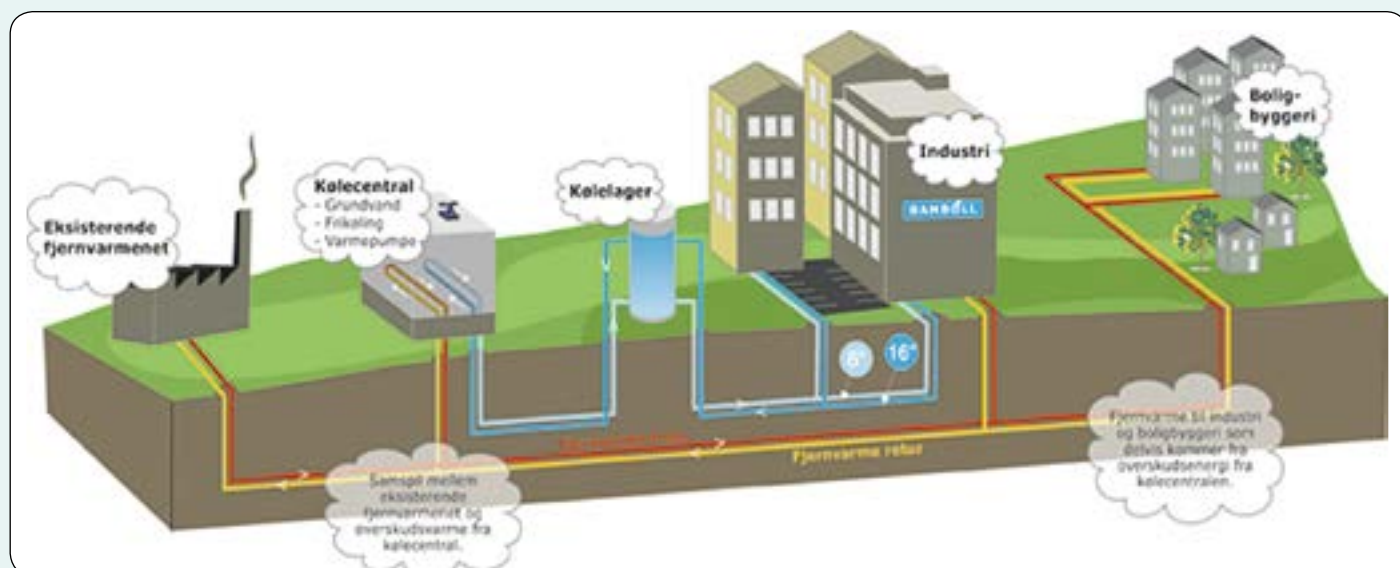 Eksisterende
fjernvarmenet
Kølecentral
- Grundvand
- Frikøling
- Varmepumpe
Kølelager
Industri
RAMBØLL
Bolig-
byggeri
6°
16°
Fjernvarme retur
Samspil mellem
eksisterende
fjernvarmenet og
overskudsvarme fra
kølecentral.
Fjernvarme til industri
og boligbyggeri som
delvis kommer fra
overskudsenergi fra
kølecentralen.